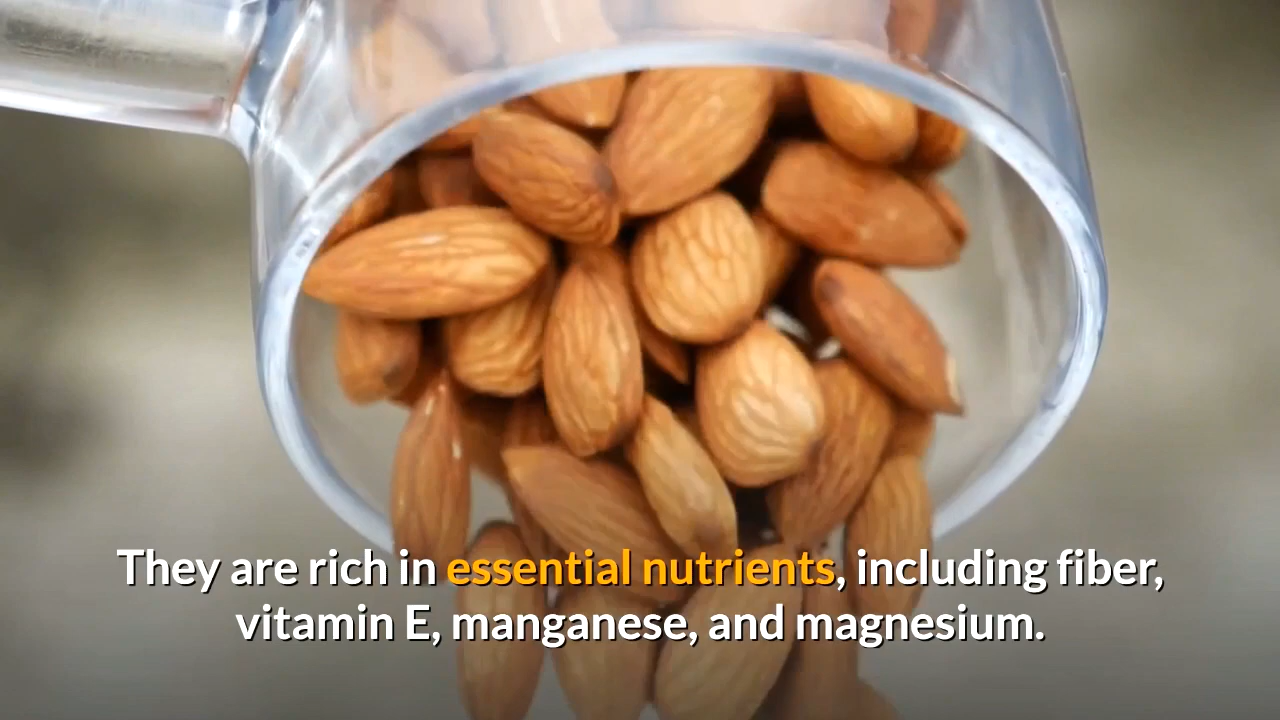 They are rich in essential nutrients, including fiber,
vitamin E, manganese, and magnesium.